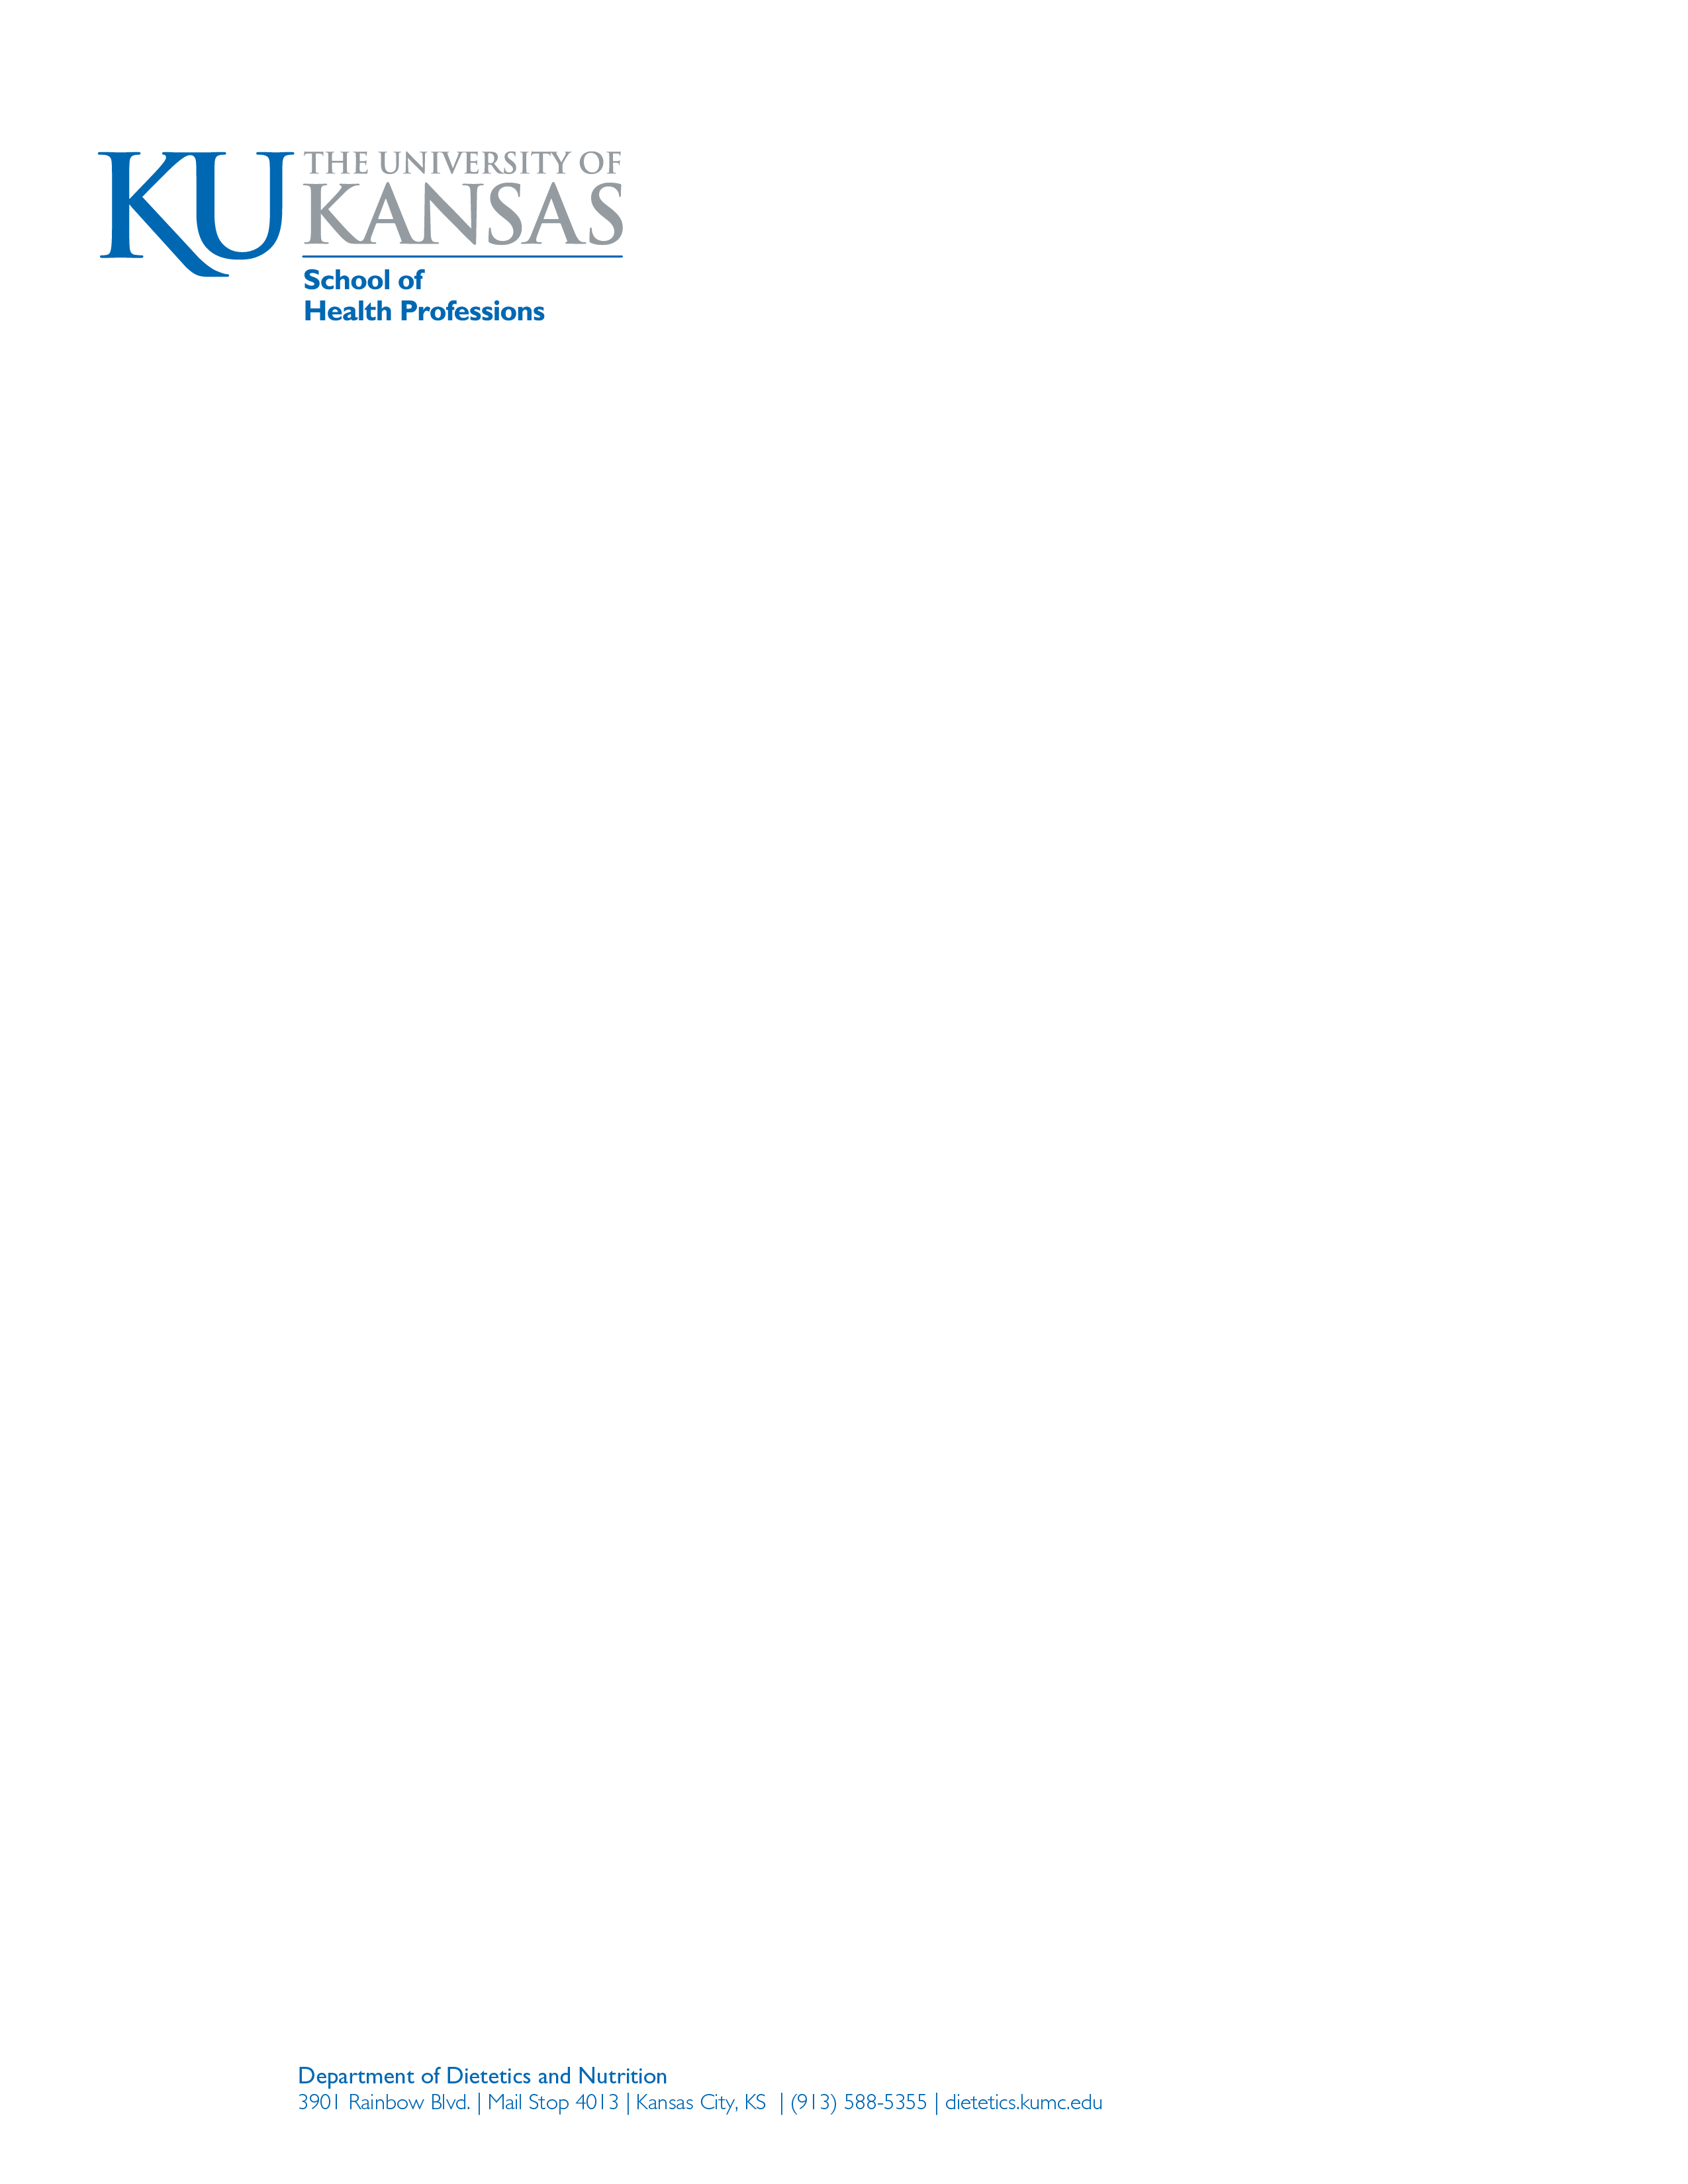 KU THE UNIVERSITY OF
KANSAS
School of
Health Professions
Department of Dietetics and Nutrition
3901 Rainbow Blvd. | Mail Stop 4013 | Kansas City, KS | (913) 588-5355 | dietetics.kumc.edu